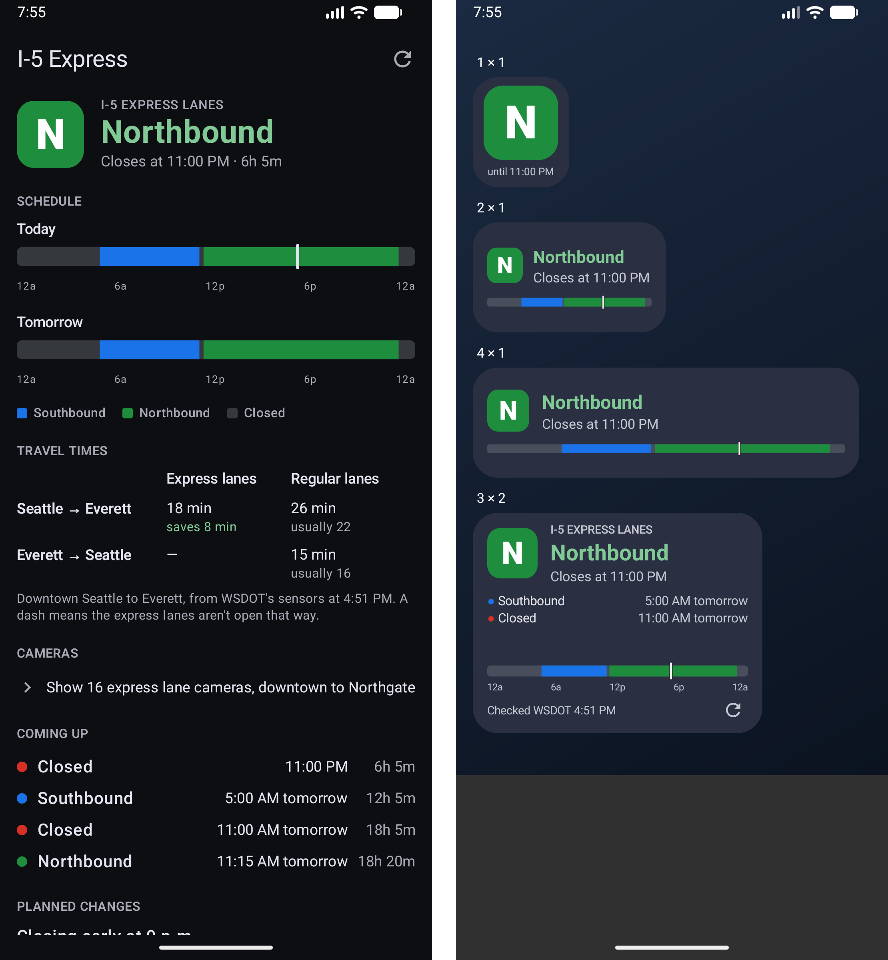 7:55
I-5 Express
N
I-5 EXPRESS LANES
Northbound
Closes at 11:00 PM · 6h 5m
SCHEDULE
Today
12a 6a 12p 6p 12a
Tomorrow
12a 6a 12p 6p 12a
Southbound Northbound Closed
TRAVEL TIMES
Express lanes Regular lanes
Seattle → Everett 18 min 26 min
saves 8 min usually 22
Everett → Seattle — 15 min
usually 16
Downtown Seattle to Everett, from WSDOT's sensors at 4:51 PM. A
dash means the express lanes aren't open that way.
CAMERAS
Show 16 express lane cameras, downtown to Northgate
COMING UP
Closed 11:00 PM 6h 5m
Southbound 5:00 AM tomorrow 12h 5m
Closed 11:00 AM tomorrow 18h 5m
Northbound 11:15 AM tomorrow 18h 20m
PLANNED CHANGES
Closing early at 9 p.m.
7:55
1 × 1
N
until 11:00 PM
2 × 1
N
Northbound
Closes at 11:00 PM
4 × 1
N
Northbound
Closes at 11:00 PM
3 × 2
N
I-5 EXPRESS LANES
Northbound
Closes at 11:00 PM
Southbound 5:00 AM tomorrow
Closed 11:00 AM tomorrow
12a 6a 12p 6p 12a
Checked WSDOT 4:51 PM